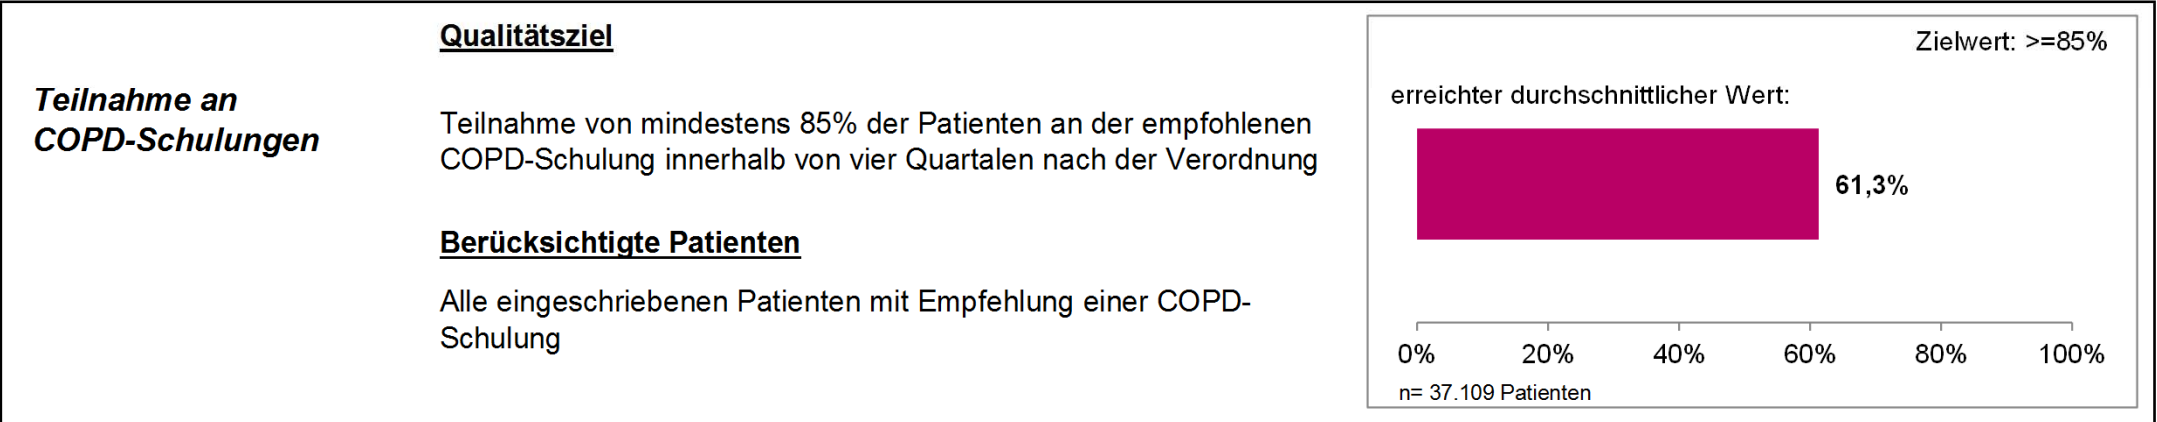 Teilnahme an
COPD-Schulungen
Qualitätsziel
Teilnahme von mindestens 85% der Patienten an der empfohlenen
COPD-Schulung innerhalb von vier Quartalen nach der Verordnung
Berücksichtigte Patienten
Alle eingeschriebenen Patienten mit Empfehlung einer COPD-
Schulung
Zielwert: >=85%
erreichter durchschnittlicher Wert:
61,3%
0% 20% 40% 60% 80% 100%
n= 37.109 Patienten